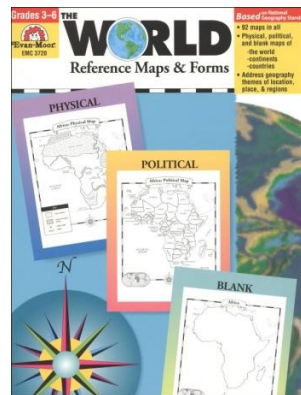 Grades 3–6
Evan-Moor
EMC 3728
THE
WORLD
Reference Maps & Forms
Based on National
Geography Standards
• 92 maps in all
• Physical, political,
and blank maps of
-the world
-continents
-countries
• Address geography
themes of location,
place, & regions
PHYSICAL
Africa: Physical Map
POLITICAL
Africa: Political Map
BLANK
Africa
N